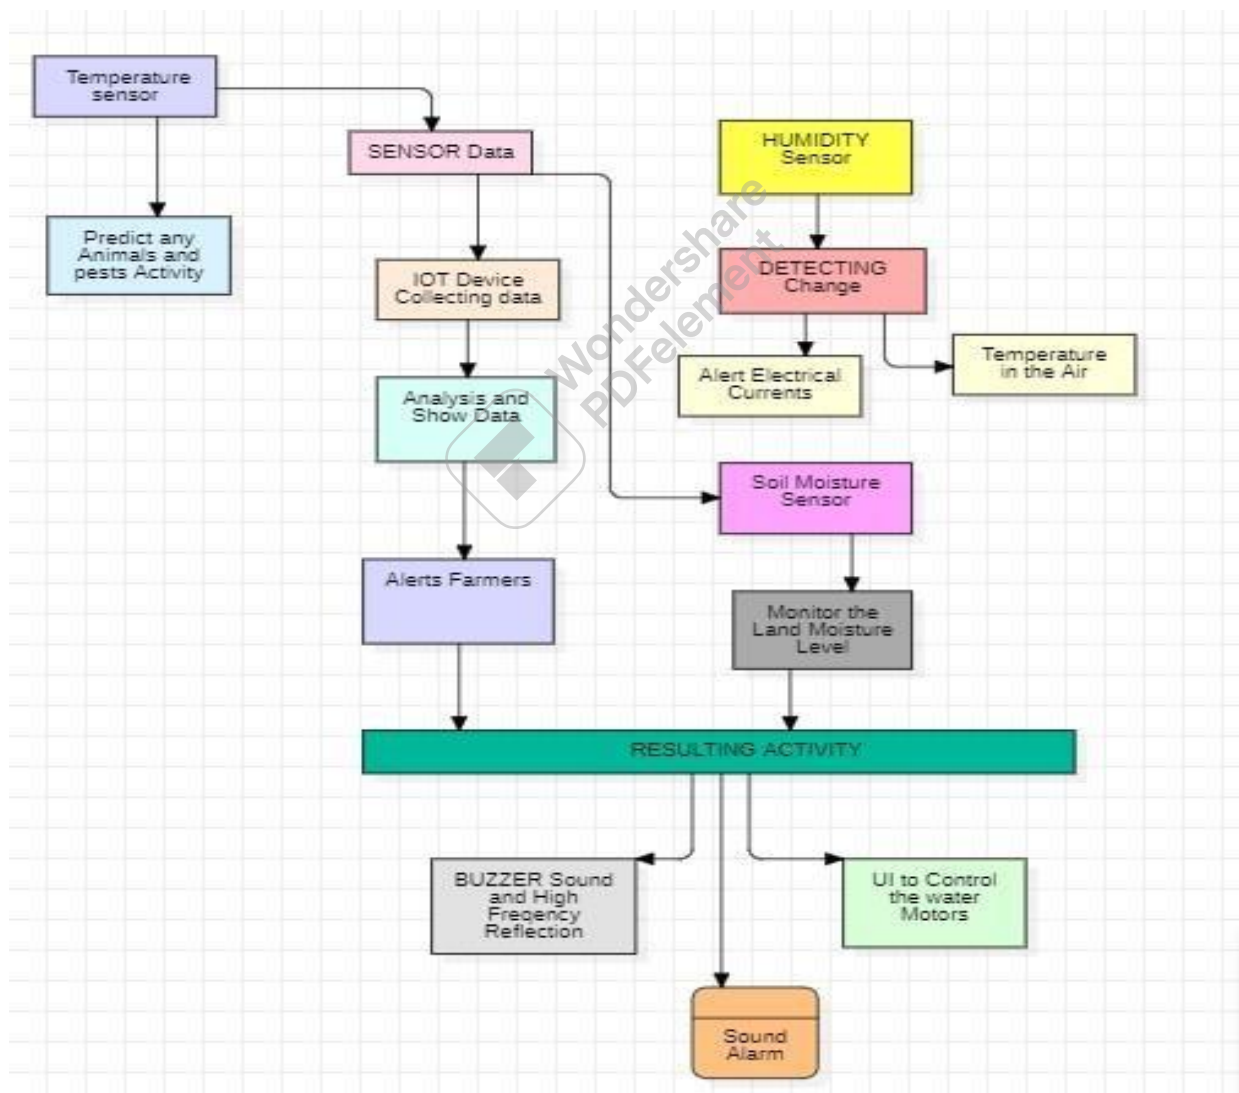 Temperature
sensor
SENSOR Data
HUMIDITY
Sensor
Predict any
Animals and
pests Activity
IOT Device
Collecting data
DETECTING
Change
Wondershare
PDFelement
Alert Electrical
Currents
Temperature
in the Air
Analysis and
Show Data
Soil Moisture
Sensor
Alerts Farmers
Monitor the
Land Moisture
Level
RESULTING ACTIVITY
BUZZER Sound
and High
Freqency
Reflection
UI to Control
the water
Motors
Sound
Alarm